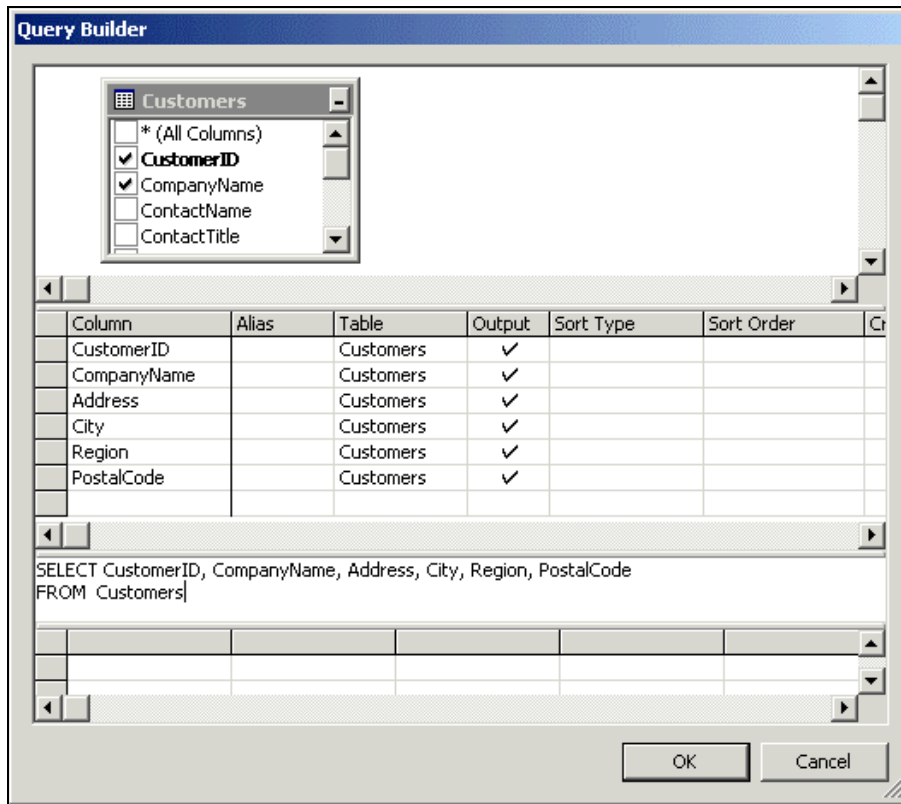 Query Builder
Customers
* (All Columns)
CustomerID
CompanyName
ContactName
ContactTitle
Column Alias Table Output Sort Type Sort Order Cr
CustomerID Customers
CompanyName Customers
Address Customers
City Customers
Region Customers
PostalCode Customers
SELECT CustomerID, CompanyName, Address, City, Region, PostalCode
FROM Customers
OK Cancel